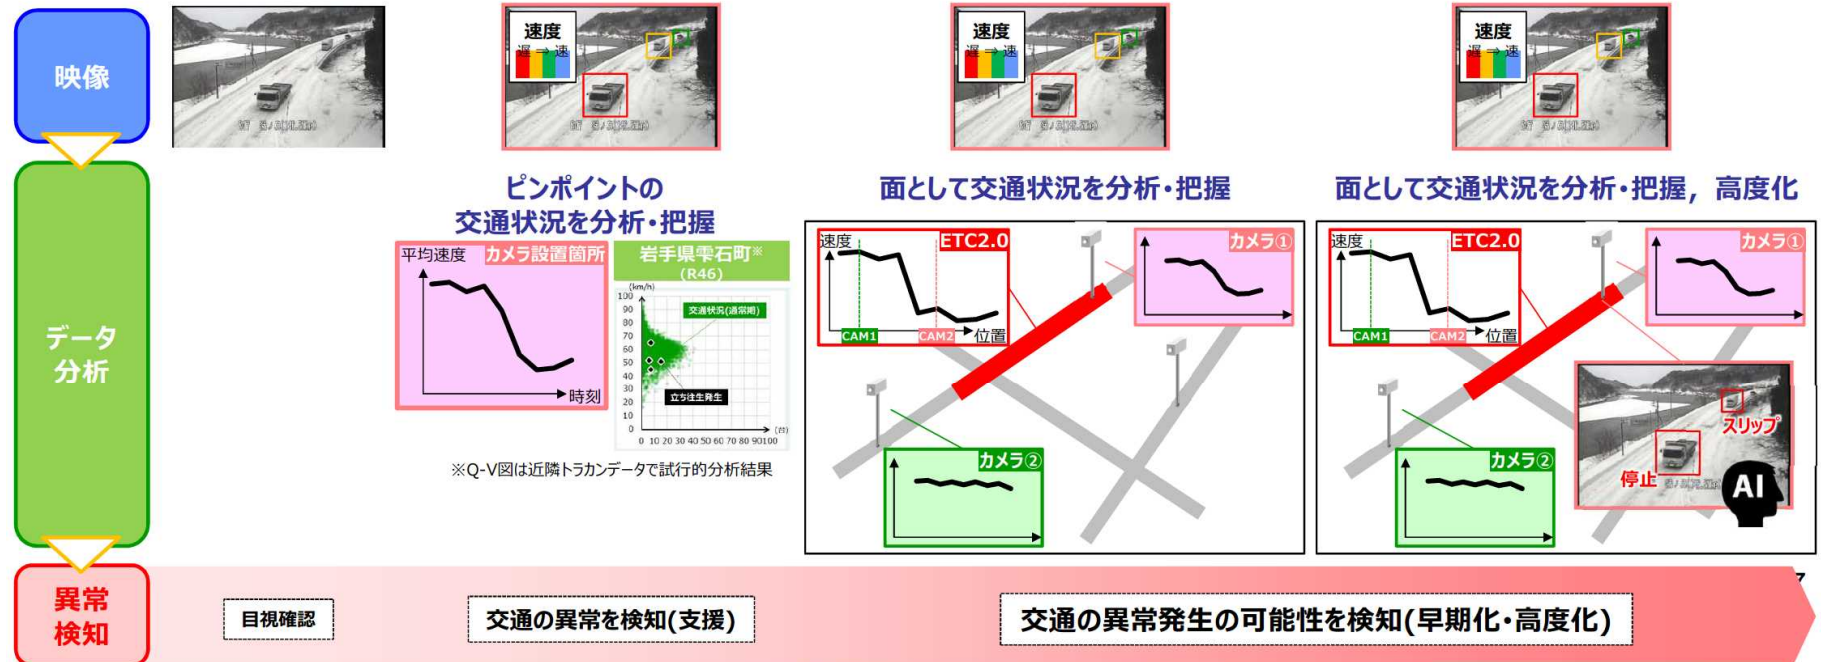 映像
速度
遅 ⇒ 速
速度
遅 ⇒ 速
速度
遅 ⇒ 速
データ
分析
ピンポイントの
交通状況を分析・把握
平均速度
カメラ設置箇所
時刻
岩手県雫石町※
(R46)
(km/h)
100
90
80
70
60
50
40
30
20
10
0
交通状況(通常期)
立ち往生発生
0 10 20 30 40 50 60 70 80 90100
(台)
※Q-V図は近隣トラカンデータで試行的分析結果
面として交通状況を分析・把握
速度
ETC2.0
CAM1
CAM2
位置
カメラ①
カメラ②
面として交通状況を分析・把握，高度化
速度
ETC2.0
CAM1
CAM2
位置
カメラ①
カメラ②
スリップ
停止
AI
異常
検知
目視確認
交通の異常を検知(支援)
交通の異常発生の可能性を検知(早期化・高度化)